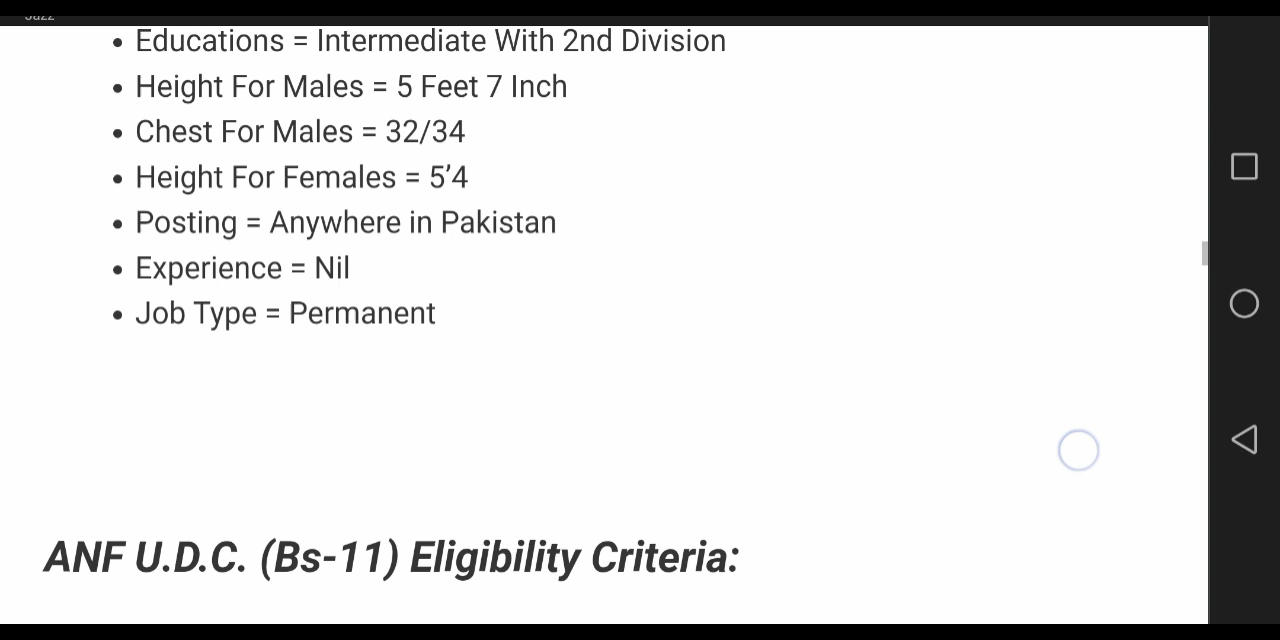 Jazz
Educations = Intermediate With 2nd Division
Height For Males = 5 Feet 7 Inch
Chest For Males = 32/34
Height For Females = 5’4
Posting = Anywhere in Pakistan
Experience = Nil
Job Type = Permanent
ANF U.D.C. (Bs-11) Eligibility Criteria: